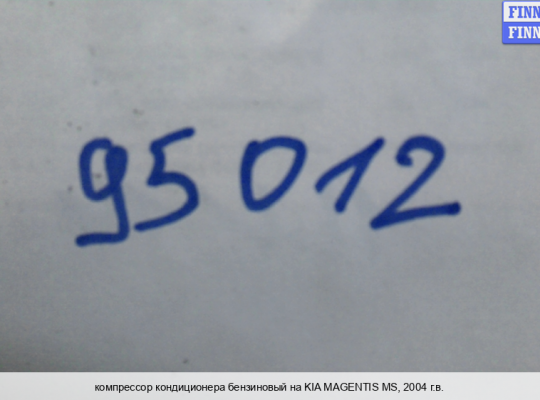 FINN
FINN
95012
компрессор кондиционера бензиновый на KIA MAGENTIS MS, 2004 г.в.